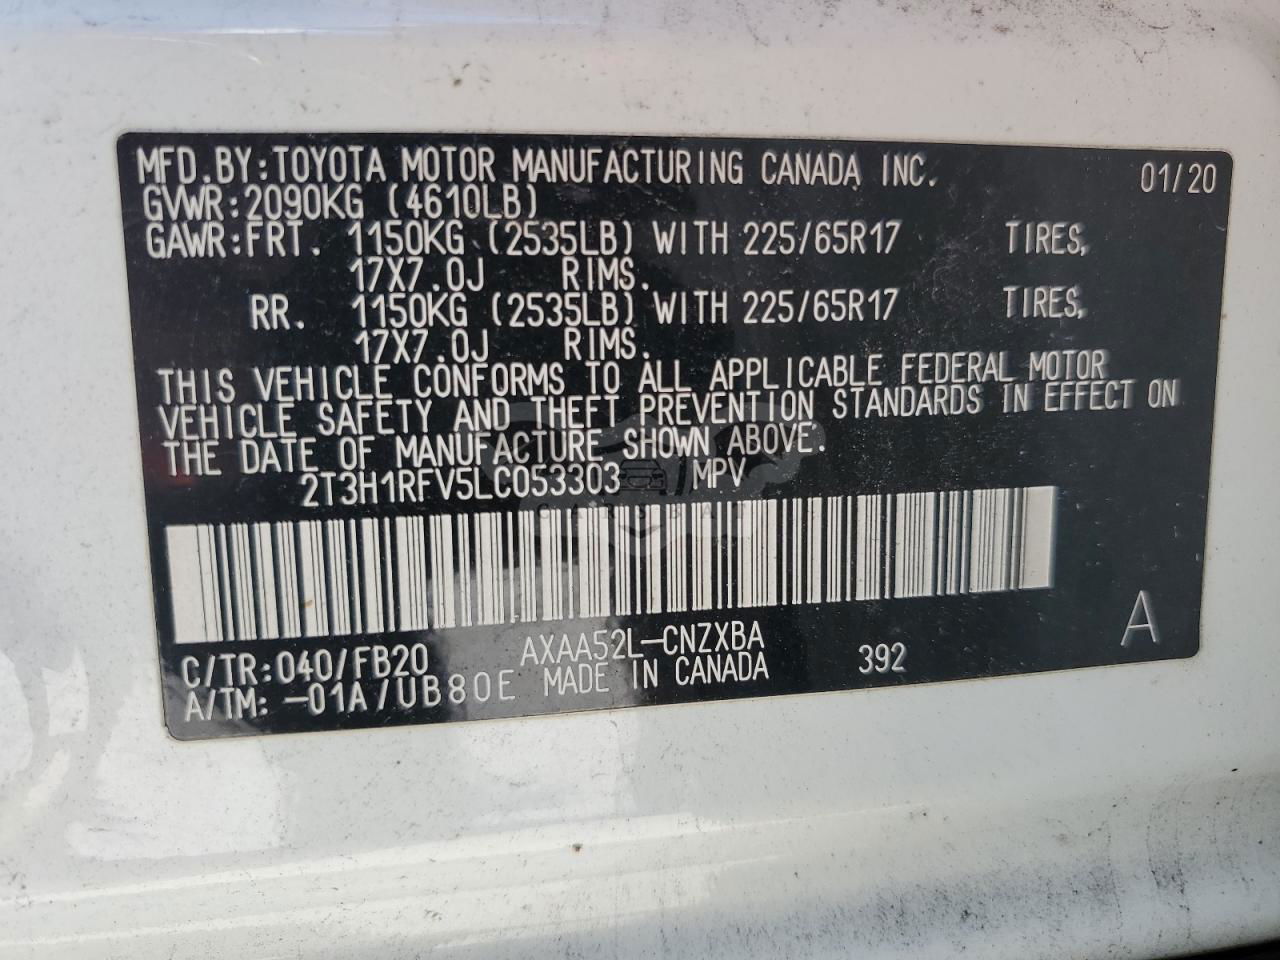 MFD.BY:TOYOTA MOTOR MANUFACTURING CANADA INC. 01/20
GVWR:2090KG (4610LB)
GAWR:FRT. 1150KG (2535LB) WITH 225/65R17 TIRES,
17X7.0J RIMS.
RR. 1150KG (2535LB) WITH 225/65R17 TIRES,
17X7.0J RIMS.
THIS VEHICLE CONFORMS TO ALL APPLICABLE FEDERAL MOTOR
VEHICLE SAFETY AND THEFT PREVENTION STANDARDS IN EFFECT ON
THE DATE OF MANUFACTURE SHOWN ABOVE.
2T3H1RFV5LC053303 MPV
A
C/TR:040/FB20 AXAA52L-CNZXBA 392
A/TM: -01A/UB80E MADE IN CANADA